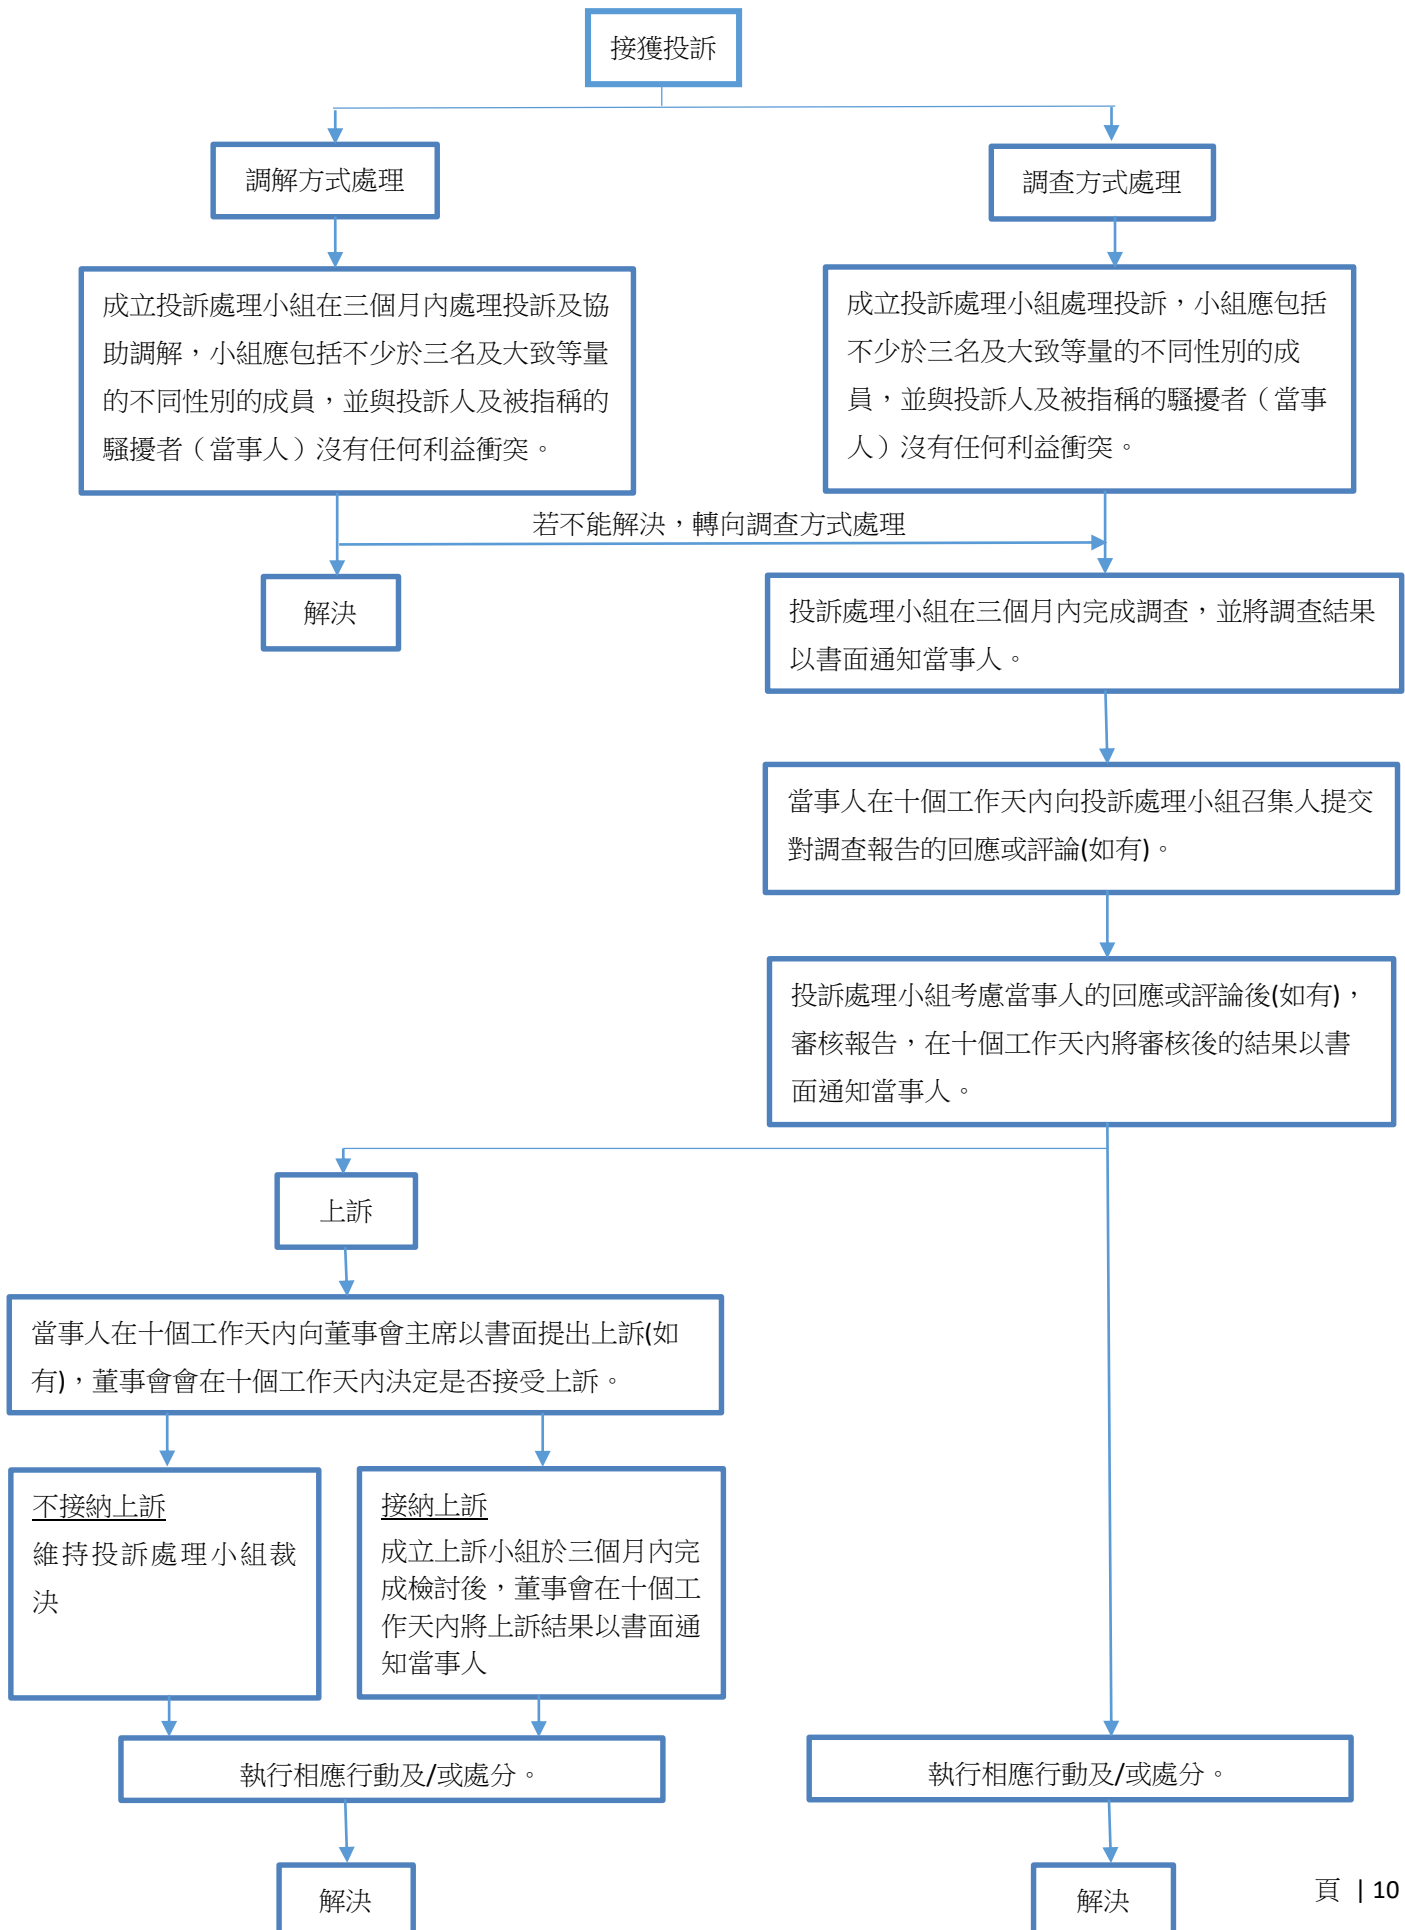 接獲投訴
調解方式處理
調查方式處理
成立投訴處理小組在三個月內處理投訴及協
助調解，小組應包括不少於三名及大致等量
的不同性別的成員，並與投訴人及被指稱的
騷擾者（當事人）沒有任何利益衝突。
成立投訴處理小組處理投訴，小組應包括
不少於三名及大致等量的不同性別的成
員，並與投訴人及被指稱的騷擾者（當事
人）沒有任何利益衝突。
若不能解決，轉向調查方式處理
解決
投訴處理小組在三個月內完成調查，並將調查結果
以書面通知當事人。
當事人在十個工作天內向投訴處理小組召集人提交
對調查報告的回應或評論(如有)。
投訴處理小組考慮當事人的回應或評論後(如有)，
審核報告，在十個工作天內將審核後的結果以書
面通知當事人。
上訴
當事人在十個工作天內向董事會主席以書面提出上訴(如
有)，董事會會在十個工作天內決定是否接受上訴。
不接納上訴
維持投訴處理小組裁
決
接納上訴
成立上訴小組於三個月內完
成檢討後，董事會在十個工
作天內將上訴結果以書面通
知當事人
執行相應行動及/或處分。
執行相應行動及/或處分。
解決
解決
頁 | 10